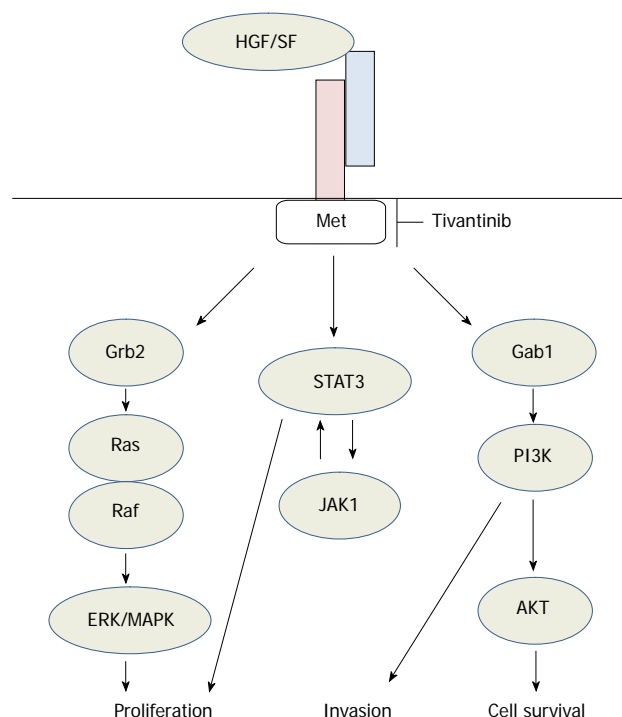 HGF/SF
Met
Tivantinib
Grb2
Gab1
STAT3
Ras
PI3K
Raf
JAK1
ERK/MAPK
AKT
Proliferation
Invasion
Cell survival